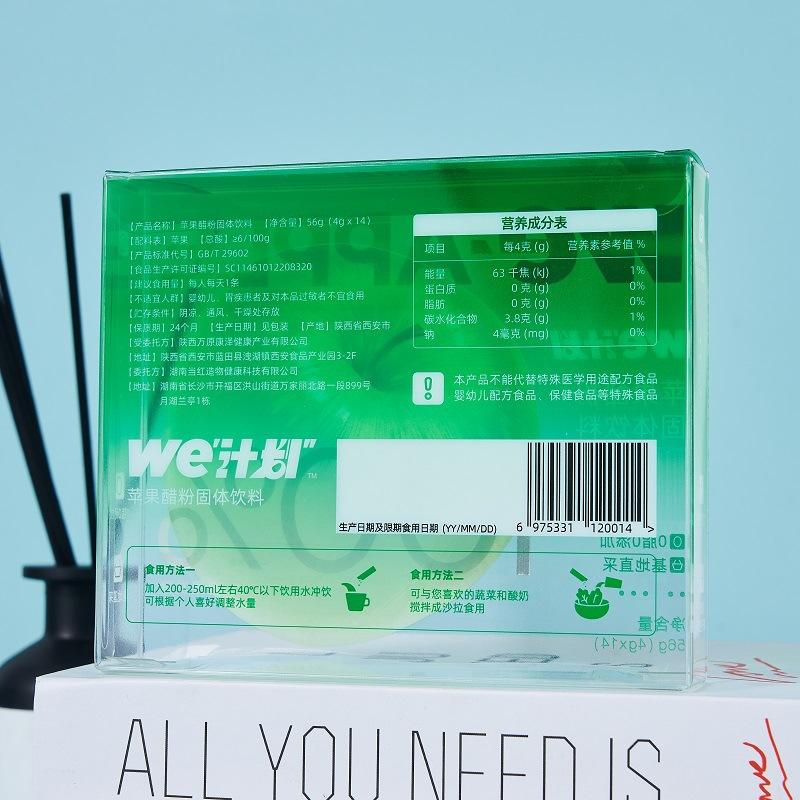 【产品名称】苹果醋粉固体饮料 【净含量】56g（4g x 14）
【配料表】苹果 【总酸】≥6/100g
【产品标准代号】GB/T 29602
【食品生产许可证编号】SC11461012208320
【建议食用量】每人每天1条
【不适宜人群】婴幼儿、胃疾患者及对本品过敏者不宜食用
【贮存条件】阴凉、通风、干燥处存放
【保质期】24个月 【生产日期】见包装 【产地】陕西省西安市
【受委托方】陕西万原康泽健康产业有限公司
【地址】陕西省西安市蓝田县洩湖镇西安食品产业园3-2F
【委托方】湖南当红造物健康科技有限公司
【地址】湖南省长沙市开福区洪山街道万家丽北路一段899号
月湖兰亭1栋
营养成分表
项目 每4克 (g) 营养素参考值 %
能量 63 千焦 (kJ) 1%
蛋白质 0 克 (g) 0%
脂肪 0 克 (g) 0%
碳水化合物 3.8克 (g) 1%
钠 4毫克 (mg) 0%
本产品不能代替特殊医学用途配方食品
婴幼儿配方食品、保健食品等特殊食品
we"计划"™
苹果醋粉固体饮料
生产日期及限期食用日期 (YY/MM/DD)
6 975331 120014 >
食用方法一
加入200-250ml左右40℃以下饮用水冲饮
可根据个人喜好调整水量
食用方法二
可与您喜欢的蔬菜和酸奶
搅拌成沙拉食用
0脂0添加
基地直采
净含量
56g (4gx14)
ALL YOU NEED IS